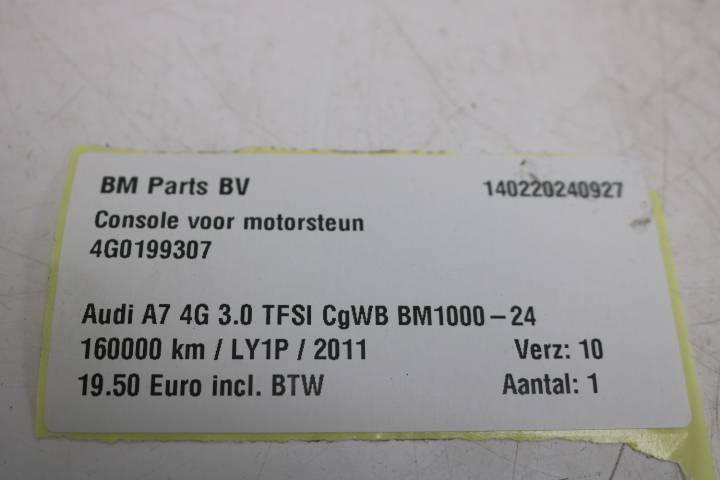 BM Parts BV 140220240927
Console voor motorsteun
4G0199307
Audi A7 4G 3.0 TFSI CgWB BM1000-24
160000 km / LY1P / 2011 Verz: 10
19.50 Euro incl. BTW Aantal: 1